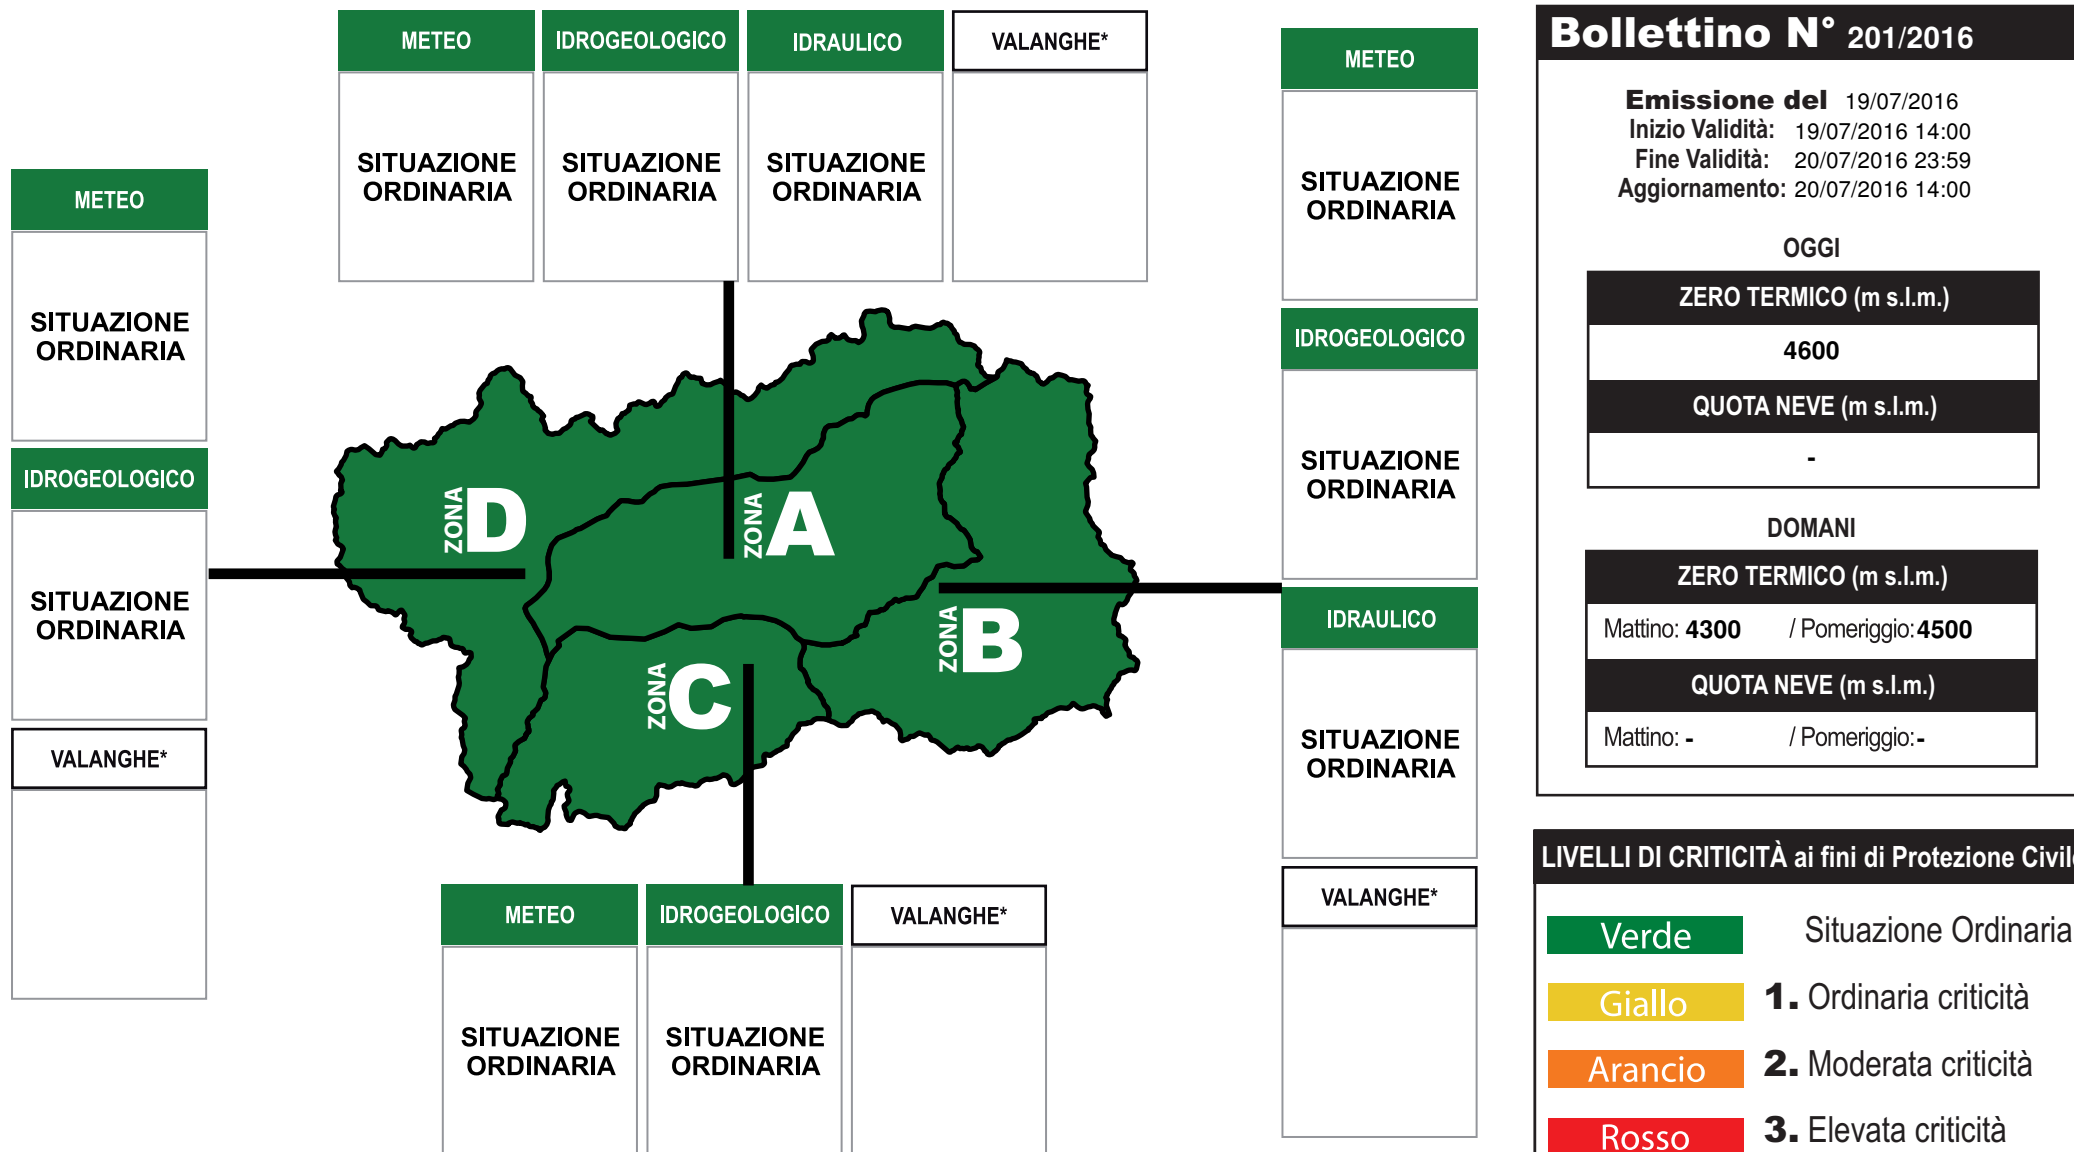 METEO
IDROGEOLOGICO
IDRAULICO
VALANGHE*
SITUAZIONE
ORDINARIA
SITUAZIONE
ORDINARIA
SITUAZIONE
ORDINARIA
METEO
SITUAZIONE
ORDINARIA
IDROGEOLOGICO
SITUAZIONE
ORDINARIA
VALANGHE*
ZONA D
ZONA A
ZONA B
ZONA C
METEO
SITUAZIONE
ORDINARIA
IDROGEOLOGICO
SITUAZIONE
ORDINARIA
IDRAULICO
SITUAZIONE
ORDINARIA
VALANGHE*
METEO
IDROGEOLOGICO
VALANGHE*
SITUAZIONE
ORDINARIA
SITUAZIONE
ORDINARIA
Bollettino N° 201/2016
Emissione del 19/07/2016
Inizio Validità: 19/07/2016 14:00
Fine Validità: 20/07/2016 23:59
Aggiornamento: 20/07/2016 14:00
OGGI
ZERO TERMICO (m s.l.m.)
4600
QUOTA NEVE (m s.l.m.)
-
DOMANI
ZERO TERMICO (m s.l.m.)
Mattino: 4300 / Pomeriggio: 4500
QUOTA NEVE (m s.l.m.)
Mattino: - / Pomeriggio: -
LIVELLI DI CRITICITÀ ai fini di Protezione Civile
Verde Situazione Ordinaria
Giallo 1. Ordinaria criticità
Arancio 2. Moderata criticità
Rosso 3. Elevata criticità